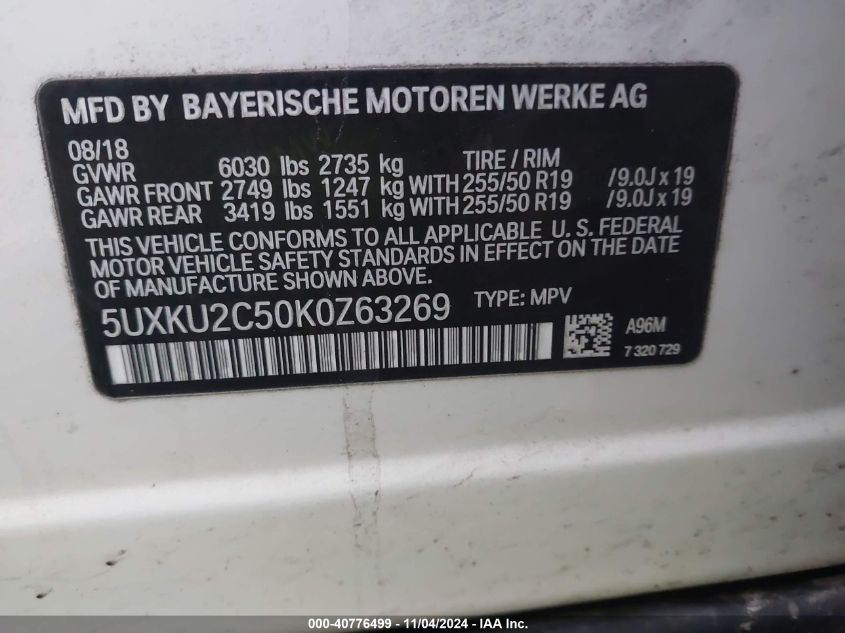 MFD BY BAYERISCHE MOTOREN WERKE AG
08/18
GVWR 6030 lbs 2735 kg TIRE / RIM
GAWR FRONT 2749 lbs 1247 kg WITH 255/50 R19 /9.0J x 19
GAWR REAR 3419 lbs 1551 kg WITH 255/50 R19 /9.0J x 19
THIS VEHICLE CONFORMS TO ALL APPLICABLE U. S. FEDERAL
MOTOR VEHICLE SAFETY STANDARDS IN EFFECT ON THE DATE
OF MANUFACTURE SHOWN ABOVE.
5UXKU2C50K0Z63269 TYPE: MPV
A96M
7 320 729
000-40776499 - 11/04/2024 - IAA Inc.